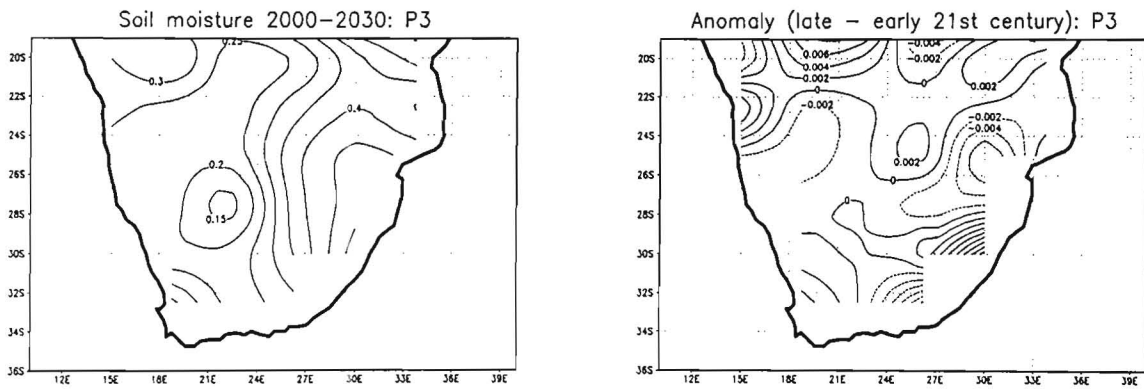 Soil moisture 2000–2030: P3
0.25
0.3
0.4
0.2
0.15
20S
22S
24S
26S
28S
30S
32S
34S
36S
12E 15E 18E 21E 24E 27E 30E 33E 36E 39E
Anomaly (late – early 21st century): P3
0.006
0.004
0.002
0
-0.002
-0.004
-0.002
0
0.002
-0.002
-0.004
0.002
0
0
20S
22S
24S
26S
28S
30S
32S
34S
36S
12E 15E 18E 21E 24E 27E 30E 33E 36E 39E